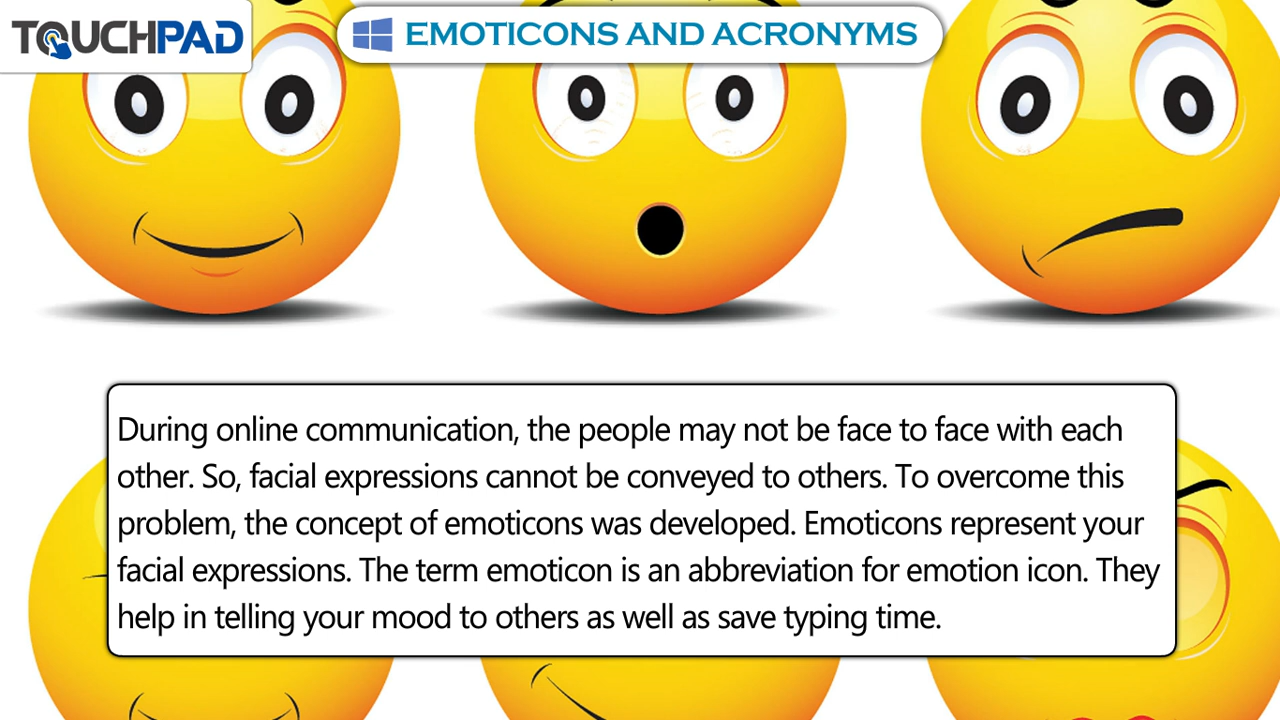 TOUCHPAD
EMOTICONS AND ACRONYMS
During online communication, the people may not be face to face with each
other. So, facial expressions cannot be conveyed to others. To overcome this
problem, the concept of emoticons was developed. Emoticons represent your
facial expressions. The term emoticon is an abbreviation for emotion icon. They
help in telling your mood to others as well as save typing time.